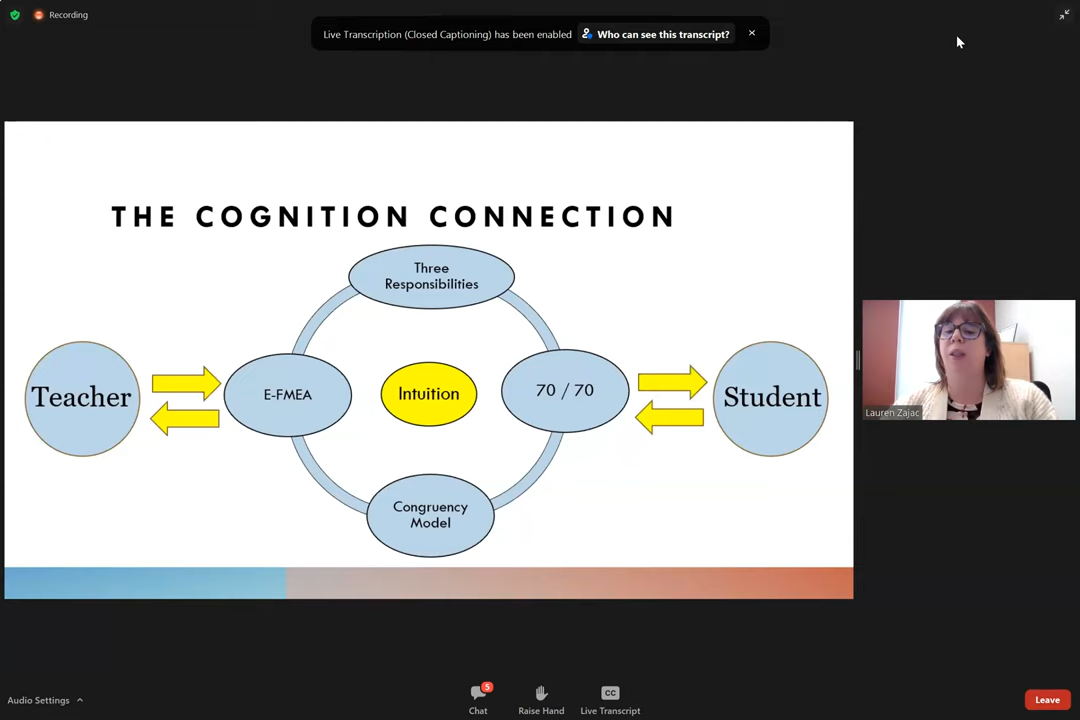 Recording
Live Transcription (Closed Captioning) has been enabled
Who can see this transcript?
THE COGNITION CONNECTION
Three
Responsibilities
Teacher
E-FMEA
Intuition
70 / 70
Student
Congruency
Model
Lauren Zajac
Audio Settings
5
Chat
Raise Hand
CC
Live Transcript
Leave